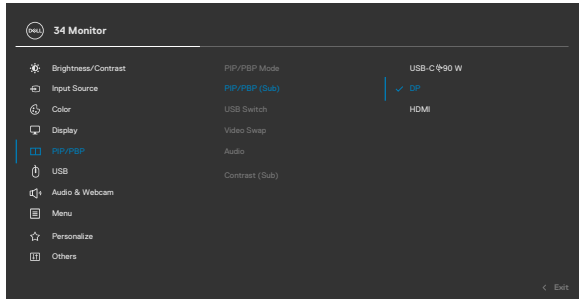 DELL 34 Monitor
Brightness/Contrast
Input Source
Color
Display
PIP/PBP
USB
Audio & Webcam
Menu
Personalize
Others
PIP/PBP Mode
PIP/PBP (Sub)
USB Switch
Video Swap
Audio
Contrast (Sub)
USB-C 90 W
DP
HDMI
Exit